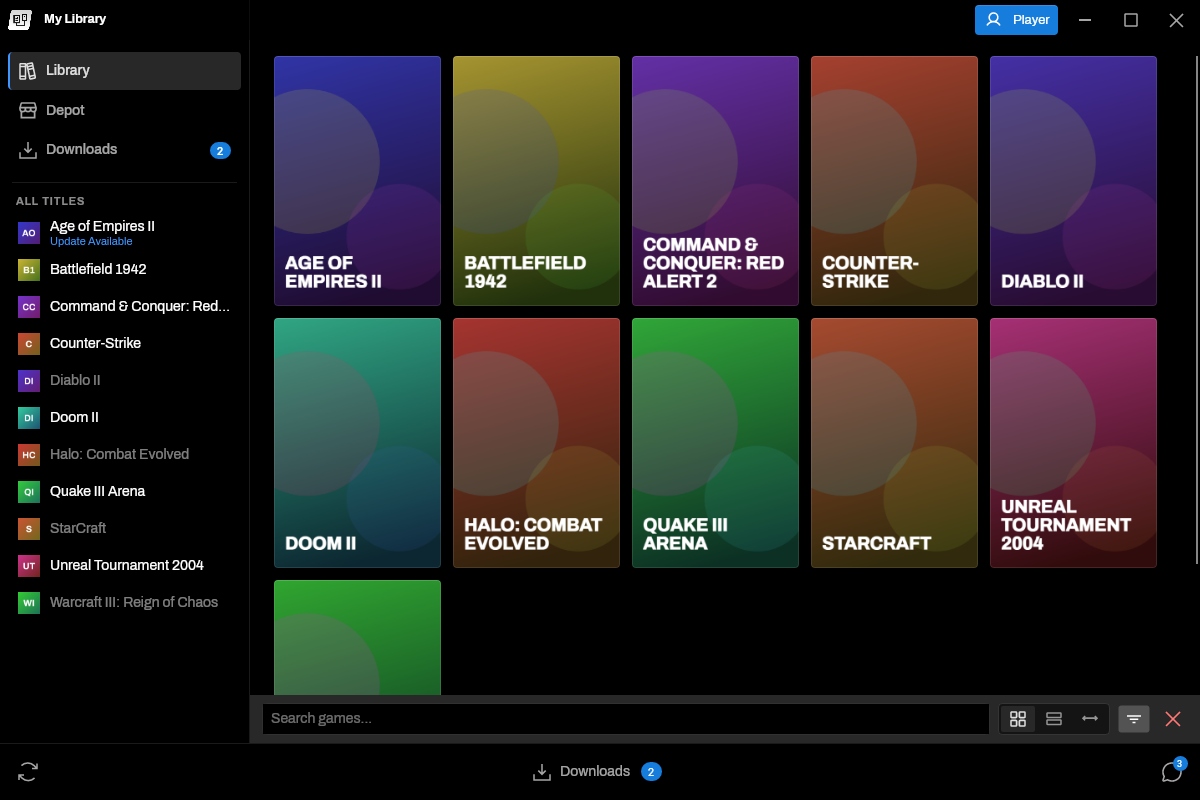 My Library
Player
Library
Depot
Downloads
2
ALL TITLES
AO
Age of Empires II
Update Available
B1
Battlefield 1942
CC
Command & Conquer: Red...
C
Counter-Strike
DI
Diablo II
DI
Doom II
HC
Halo: Combat Evolved
QI
Quake III Arena
S
StarCraft
UT
Unreal Tournament 2004
WI
Warcraft III: Reign of Chaos
AGE OF
EMPIRES II
BATTLEFIELD
1942
COMMAND &
CONQUER: RED
ALERT 2
COUNTER-
STRIKE
DIABLO II
DOOM II
HALO: COMBAT
EVOLVED
QUAKE III
ARENA
STARCRAFT
UNREAL
TOURNAMENT
2004
Search games...
Downloads
2
3